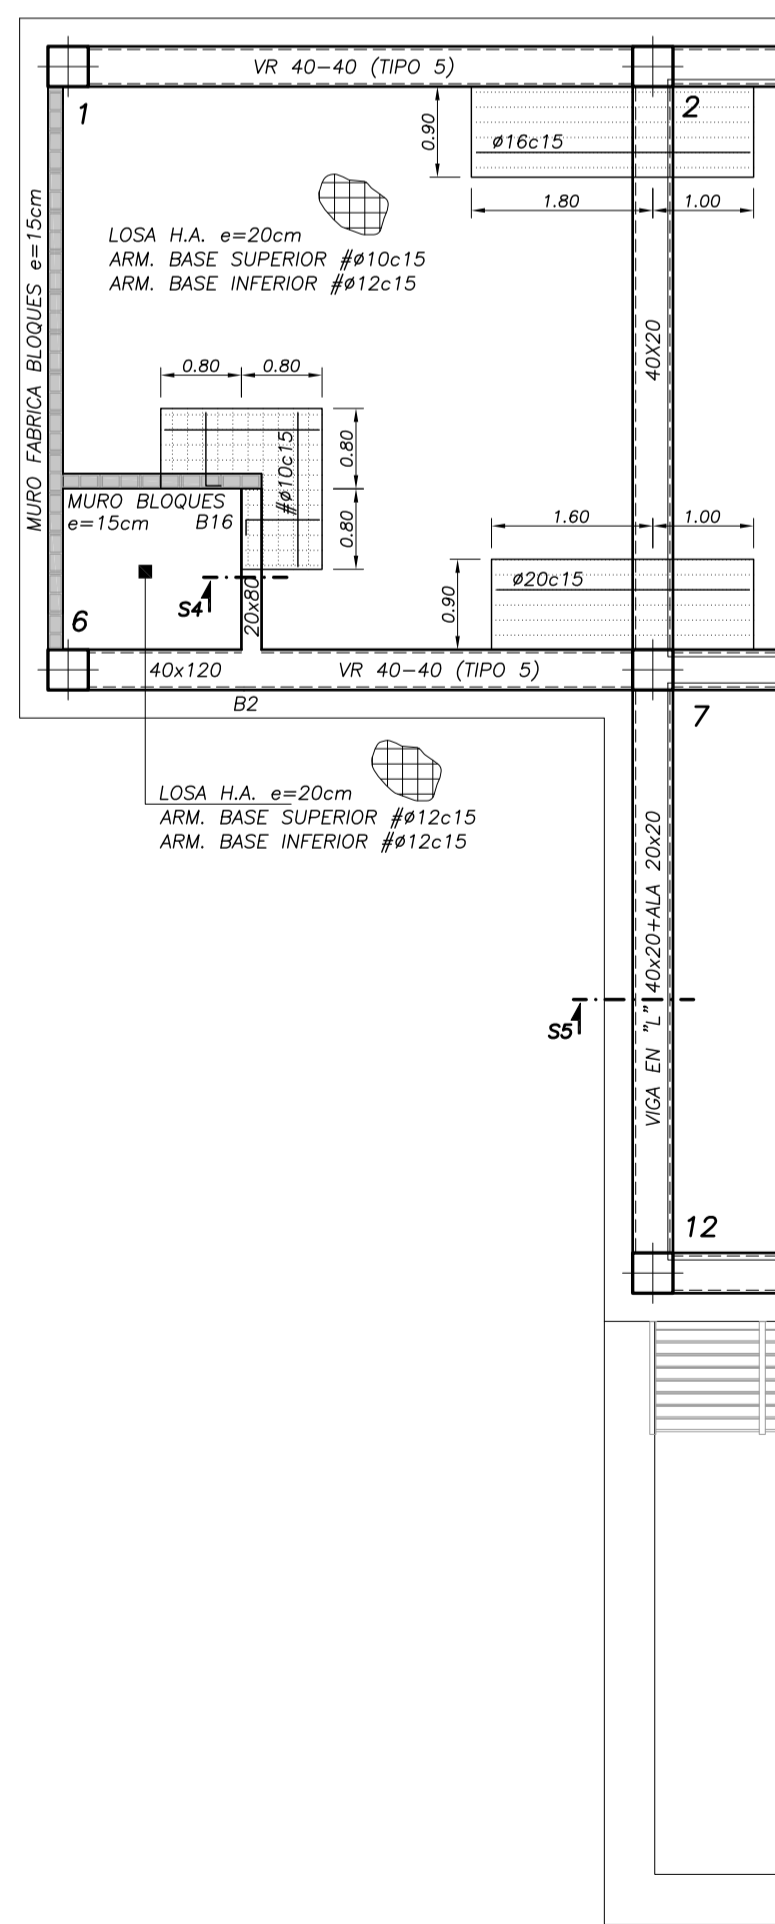 VR 40-40 (TIPO 5)
1
2
0.90
ø16c15
1.80
1.00
MURO FABRICA BLOQUES e=15cm
LOSA H.A. e=20cm
ARM. BASE SUPERIOR #ø10c15
ARM. BASE INFERIOR #ø12c15
40X20
0.80
0.80
0.80
#ø10c15
0.80
MURO BLOQUES
e=15cm
B16
1.60
1.00
ø20c15
0.90
S4
20x80
6
40x120
VR 40-40 (TIPO 5)
B2
7
LOSA H.A. e=20cm
ARM. BASE SUPERIOR #ø12c15
ARM. BASE INFERIOR #ø12c15
VIGA EN "L" 40x20+ALA 20x20
S5
12